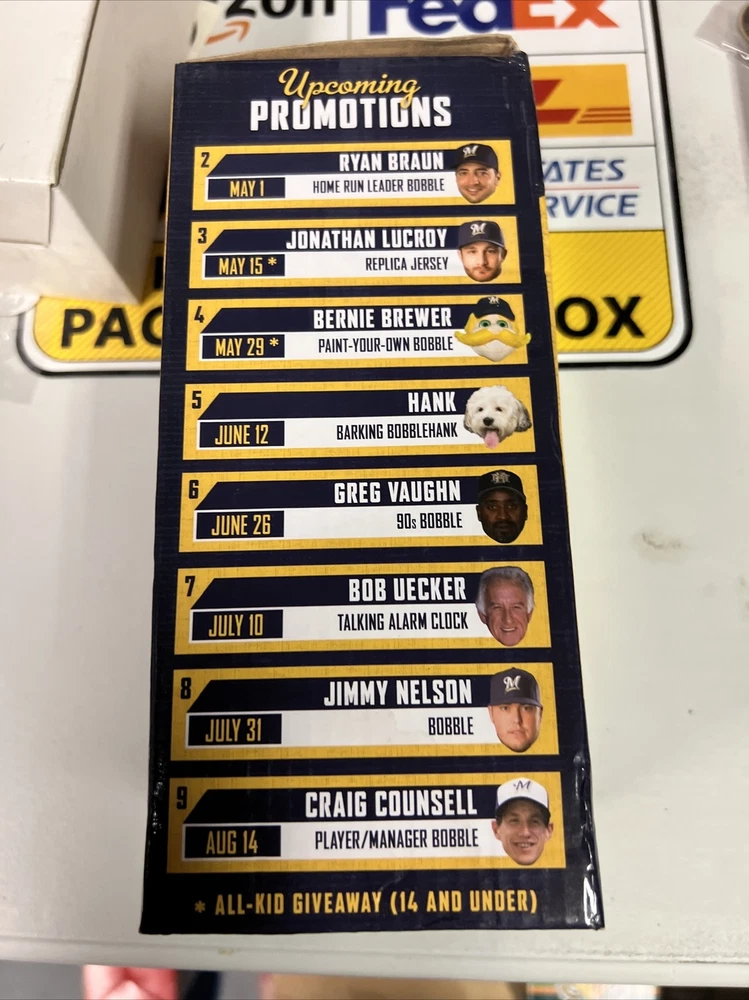 zon
FedEx
ATES
RVICE
PAC
OX
Upcoming
PROMOTIONS
2
RYAN BRAUN
MAY 1
HOME RUN LEADER BOBBLE
3
JONATHAN LUCROY
MAY 15 *
REPLICA JERSEY
4
BERNIE BREWER
MAY 29 *
PAINT-YOUR-OWN BOBBLE
5
HANK
JUNE 12
BARKING BOBBLEHANK
6
GREG VAUGHN
JUNE 26
90s BOBBLE
7
BOB UECKER
JULY 10
TALKING ALARM CLOCK
8
JIMMY NELSON
JULY 31
BOBBLE
9
CRAIG COUNSELL
AUG 14
PLAYER/MANAGER BOBBLE
* ALL-KID GIVEAWAY (14 AND UNDER)